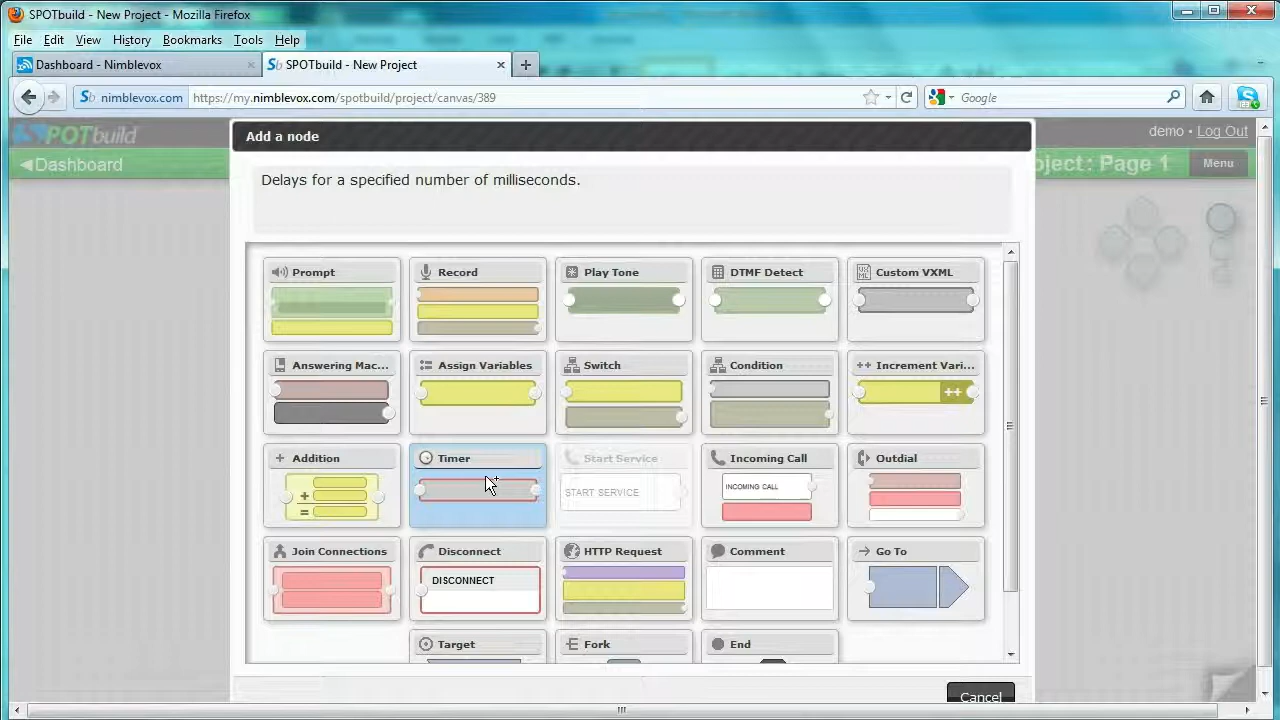 SPOTbuild - New Project - Mozilla Firefox
File Edit View History Bookmarks Tools Help
Dashboard - Nimblevox
SPOTbuild - New Project
nimblevox.com
https://my.nimblevox.com/spotbuild/project/canvas/389
Google
SPOTbuild
demo • Log Out
Dashboard
oject: Page 1
Menu
Add a node
Delays for a specified number of milliseconds.
Prompt
Record
Play Tone
DTMF Detect
Custom VXML
Answering Mac...
Assign Variables
Switch
Condition
++ Increment Vari...
++
Addition
Timer
Start Service
START SERVICE
Incoming Call
INCOMING CALL
Outdial
Join Connections
Disconnect
DISCONNECT
HTTP Request
Comment
Go To
Target
Fork
End
Cancel